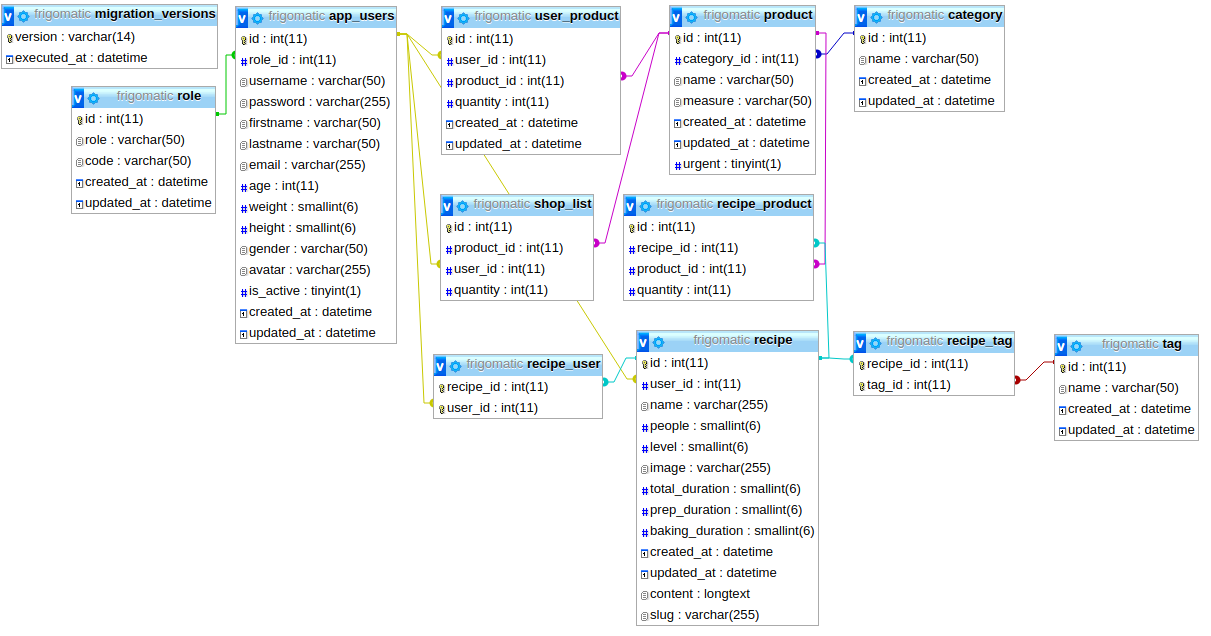 frigomatic migration_versions
version : varchar(14)
executed_at : datetime
frigomatic role
id : int(11)
role : varchar(50)
code : varchar(50)
created_at : datetime
updated_at : datetime
frigomatic app_users
id : int(11)
role_id : int(11)
username : varchar(50)
password : varchar(255)
firstname : varchar(50)
lastname : varchar(50)
email : varchar(255)
age : int(11)
weight : smallint(6)
height : smallint(6)
gender : varchar(50)
avatar : varchar(255)
is_active : tinyint(1)
created_at : datetime
updated_at : datetime
frigomatic user_product
id : int(11)
user_id : int(11)
product_id : int(11)
quantity : int(11)
created_at : datetime
updated_at : datetime
frigomatic product
id : int(11)
category_id : int(11)
name : varchar(50)
measure : varchar(50)
created_at : datetime
updated_at : datetime
urgent : tinyint(1)
frigomatic category
id : int(11)
name : varchar(50)
created_at : datetime
updated_at : datetime
frigomatic shop_list
id : int(11)
product_id : int(11)
user_id : int(11)
quantity : int(11)
frigomatic recipe_product
id : int(11)
recipe_id : int(11)
product_id : int(11)
quantity : int(11)
frigomatic recipe_user
recipe_id : int(11)
user_id : int(11)
frigomatic recipe
id : int(11)
user_id : int(11)
name : varchar(255)
people : smallint(6)
level : smallint(6)
image : varchar(255)
total_duration : smallint(6)
prep_duration : smallint(6)
baking_duration : smallint(6)
created_at : datetime
updated_at : datetime
content : longtext
slug : varchar(255)
frigomatic recipe_tag
recipe_id : int(11)
tag_id : int(11)
frigomatic tag
id : int(11)
name : varchar(50)
created_at : datetime
updated_at : datetime